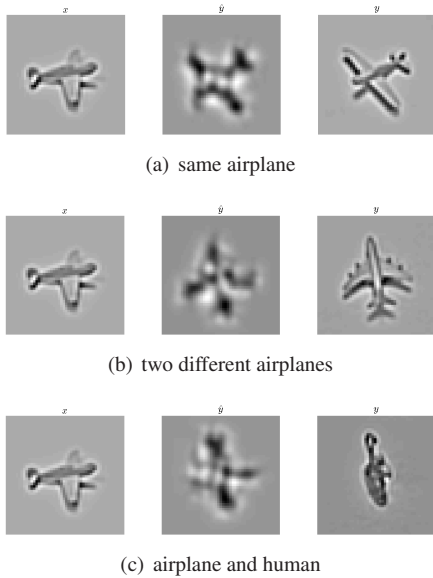 x ŷ y
(a) same airplane
x ŷ y
(b) two different airplanes
x ŷ y
(c) airplane and human